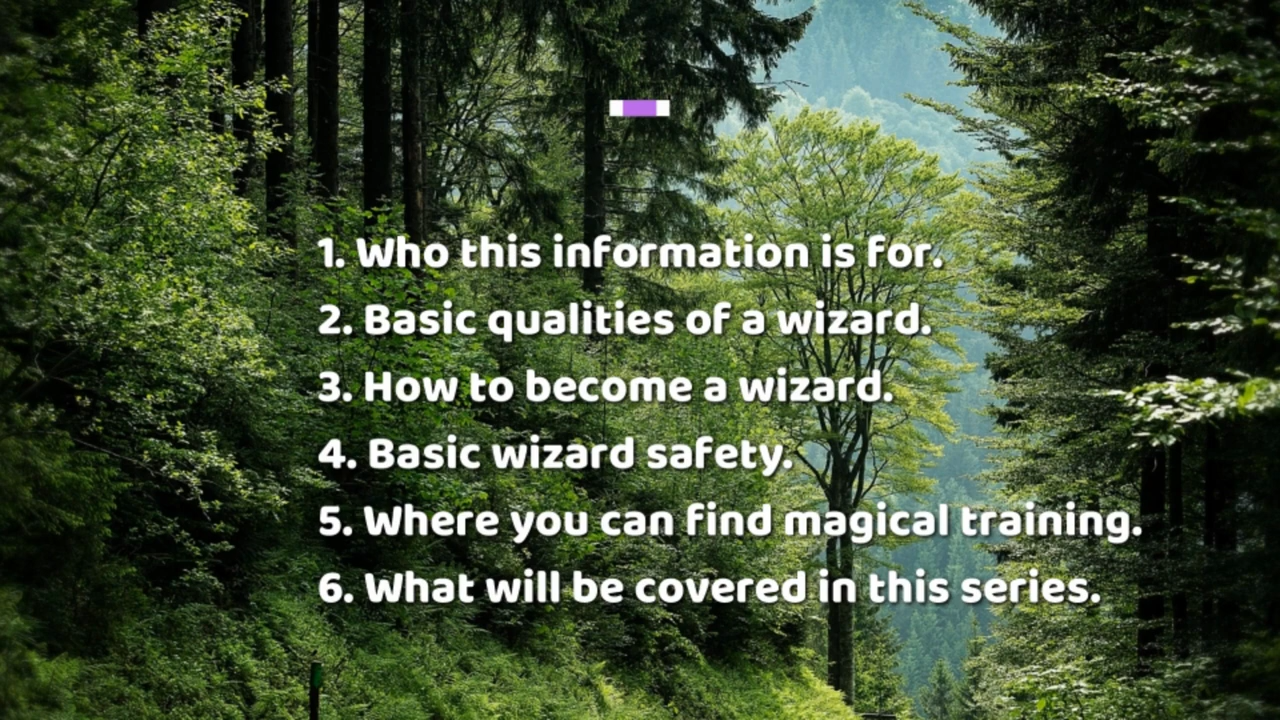 1. Who this information is for.
2. Basic qualities of a wizard.
3. How to become a wizard.
4. Basic wizard safety.
5. Where you can find magical training.
6. What will be covered in this series.